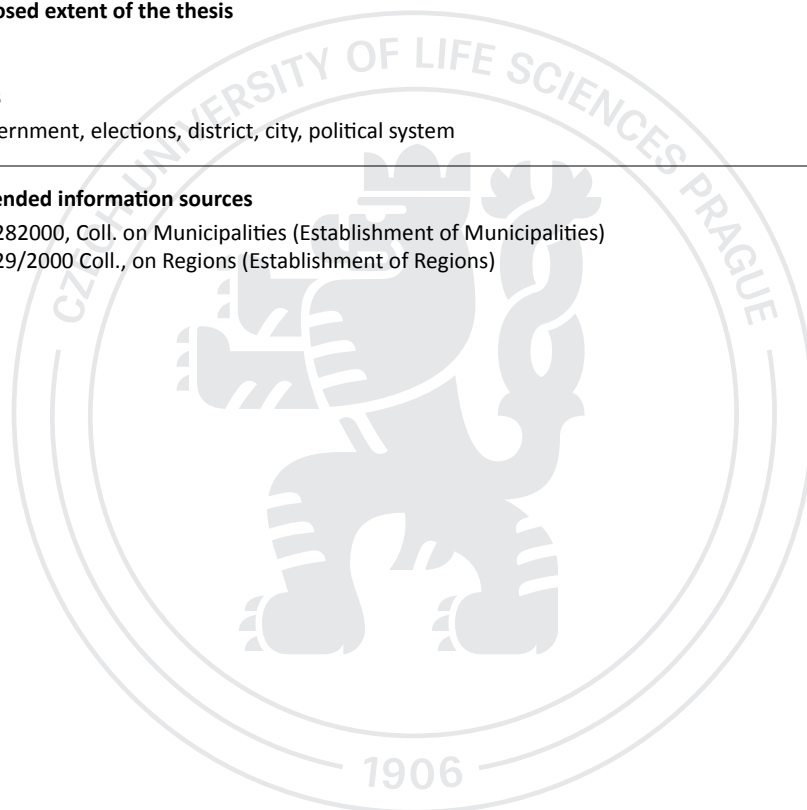 osed extent of the thesis
s
ernment, elections, district, city, political system
ended information sources
282000, Coll. on Municipalities (Establishment of Municipalities)
29/2000 Coll., on Regions (Establishment of Regions)
CZECH UNIVERSITY OF LIFE SCIENCES PRAGUE
1906